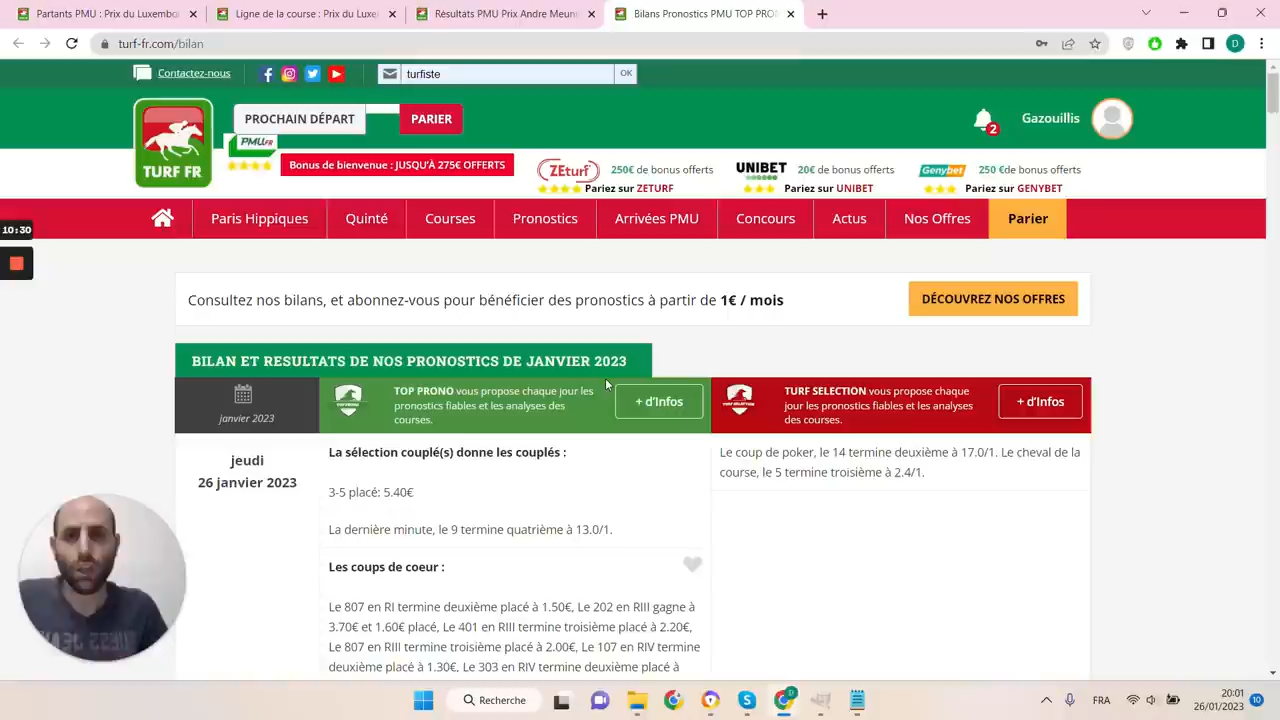 Partants PMU : Prix du Luxembo
Ligne de la course : Prix du Luxe
Résultats PMU Prix Andre Meuni
Bilans Pronostics PMU TOP PRO
turf-fr.com/bilan
D
Contactez-nous
turfiste
OK
PROCHAIN DÉPART
PARIER
Gazouillis
2
TURF FR
PMU.FR
Bonus de bienvenue : JUSQU'À 275€ OFFERTS
ZEturf
250€ de bonus offerts
Pariez sur ZETURF
UNIBET
20€ de bonus offerts
Pariez sur UNIBET
Genybet
250 €de bonus offerts
Pariez sur GENYBET
Paris Hippiques
Quinté
Courses
Pronostics
Arrivées PMU
Concours
Actus
Nos Offres
Parier
10:30
Consultez nos bilans, et abonnez-vous pour bénéficier des pronostics à partir de 1€ / mois
DÉCOUVREZ NOS OFFRES
BILAN ET RESULTATS DE NOS PRONOSTICS DE JANVIER 2023
janvier 2023
TOP PRONO vous propose chaque jour les
pronostics fiables et les analyses des
courses.
+ d'Infos
TURF SELECTION vous propose chaque
jour les pronostics fiables et les analyses
des courses.
+ d'Infos
jeudi
26 janvier 2023
La sélection couplé(s) donne les couplés :
3-5 placé: 5.40€
La dernière minute, le 9 termine quatrième à 13.0/1.
Les coups de coeur :
Le 807 en RI termine deuxième placé à 1.50€, Le 202 en RIII gagne à
3.70€ et 1.60€ placé, Le 401 en RIII termine troisième placé à 2.20€,
Le 807 en RIII termine troisième placé à 2.00€, Le 107 en RIV termine
deuxième placé à 1.30€, Le 303 en RIV termine deuxième placé à
Le coup de poker, le 14 termine deuxième à 17.0/1. Le cheval de la
course, le 5 termine troisième à 2.4/1.
Recherche
D
FRA
20:01
26/01/2023
10